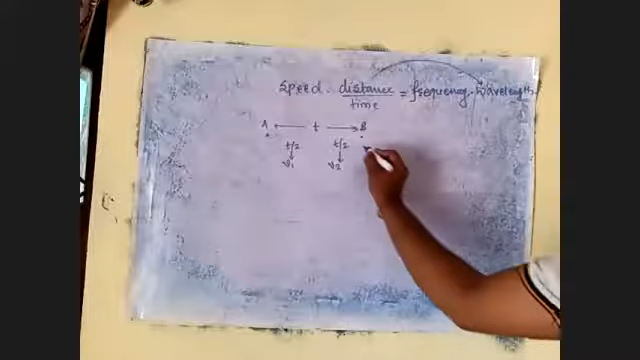 Speed = distance / time = frequency . wavelength
A ← t → B
t/2 t/2
↓ ↓
v1 v2